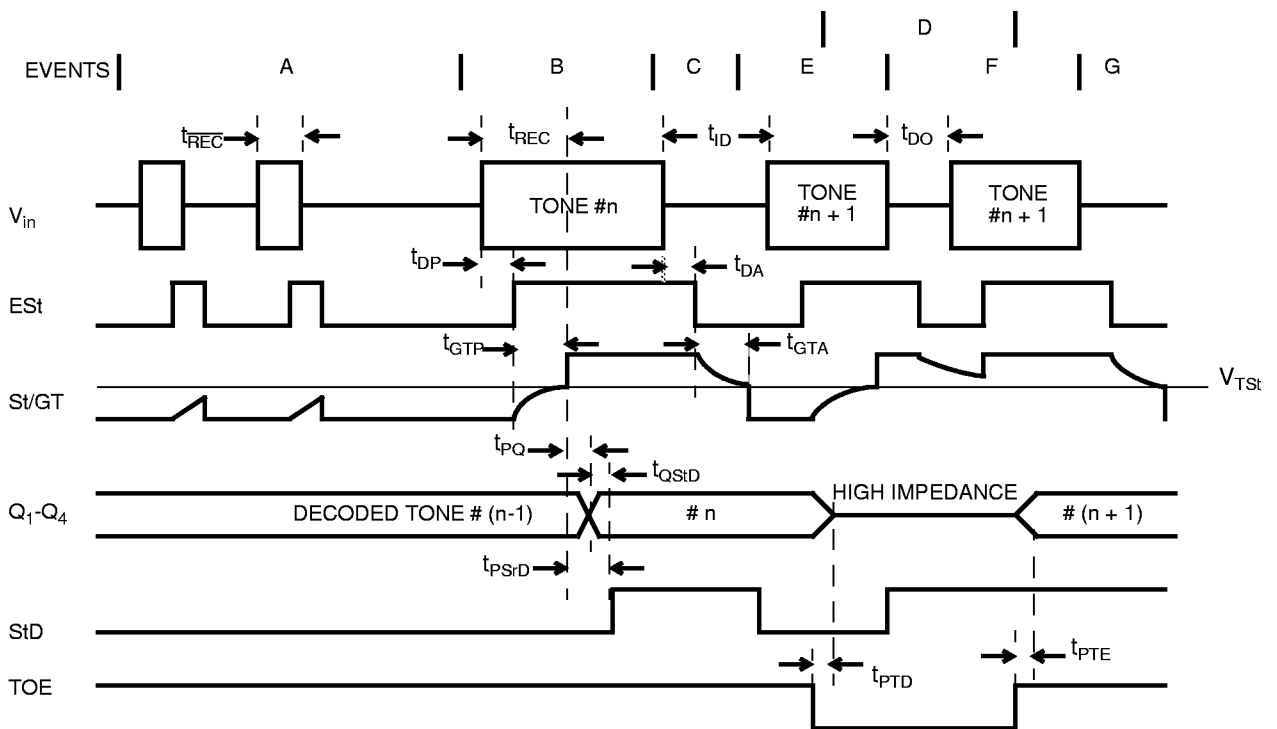 D
EVENTS A B C E F G
tREC tREC tID tDO
Vin TONE #n TONE #n + 1 TONE #n + 1
tDP tDA
ESt
tGTP tGTA
VTSt
St/GT
tPQ
tQStD
HIGH IMPEDANCE
Q1-Q4 DECODED TONE # (n-1) # n # (n + 1)
tPSrD
StD
tPTE
tPTD
TOE